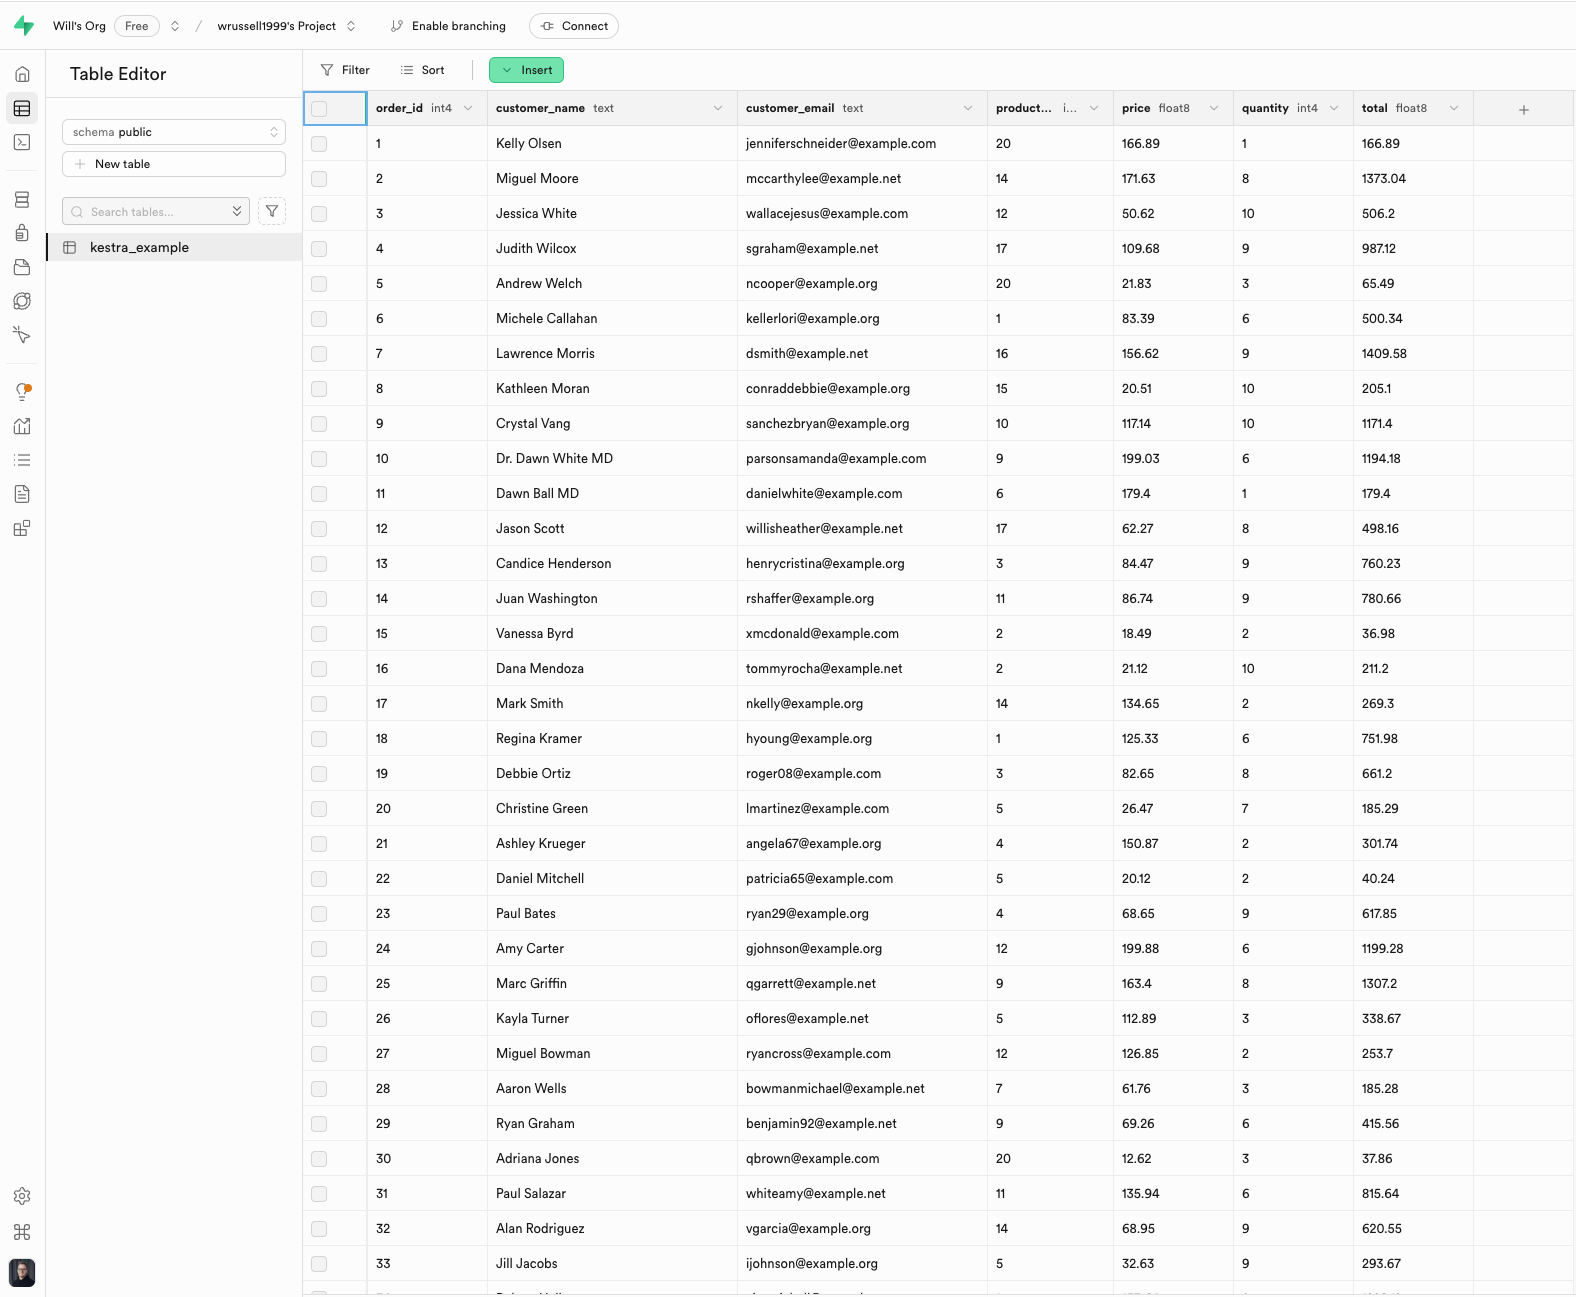 Will's Org Free / wrussell1999's Project Enable branching Connect
Table Editor
schema public
New table
Search tables...
kestra_example
Filter Sort Insert
order_id int4 customer_name text customer_email text product... i... price float8 quantity int4 total float8
1 Kelly Olsen jenniferschneider@example.com 20 166.89 1 166.89
2 Miguel Moore mccarthylee@example.net 14 171.63 8 1373.04
3 Jessica White wallacejesus@example.com 12 50.62 10 506.2
4 Judith Wilcox sgraham@example.net 17 109.68 9 987.12
5 Andrew Welch ncooper@example.org 20 21.83 3 65.49
6 Michele Callahan kellerlori@example.org 1 83.39 6 500.34
7 Lawrence Morris dsmith@example.net 16 156.62 9 1409.58
8 Kathleen Moran conraddebbie@example.org 15 20.51 10 205.1
9 Crystal Vang sanchezbryan@example.org 10 117.14 10 1171.4
10 Dr. Dawn White MD parsonsamanda@example.com 9 199.03 6 1194.18
11 Dawn Ball MD danielwhite@example.com 6 179.4 1 179.4
12 Jason Scott willisheather@example.net 17 62.27 8 498.16
13 Candice Henderson henrycristina@example.org 3 84.47 9 760.23
14 Juan Washington rshaffer@example.org 11 86.74 9 780.66
15 Vanessa Byrd xmcdonald@example.com 2 18.49 2 36.98
16 Dana Mendoza tommyrocha@example.net 2 21.12 10 211.2
17 Mark Smith nkelly@example.org 14 134.65 2 269.3
18 Regina Kramer hyoung@example.org 1 125.33 6 751.98
19 Debbie Ortiz roger08@example.com 3 82.65 8 661.2
20 Christine Green lmartinez@example.com 5 26.47 7 185.29
21 Ashley Krueger angela67@example.org 4 150.87 2 301.74
22 Daniel Mitchell patricia65@example.com 5 20.12 2 40.24
23 Paul Bates ryan29@example.org 4 68.65 9 617.85
24 Amy Carter gjohnson@example.org 12 199.88 6 1199.28
25 Marc Griffin qgarrett@example.net 9 163.4 8 1307.2
26 Kayla Turner oflores@example.net 5 112.89 3 338.67
27 Miguel Bowman ryancross@example.com 12 126.85 2 253.7
28 Aaron Wells bowmanmichael@example.net 7 61.76 3 185.28
29 Ryan Graham benjamin92@example.net 9 69.26 6 415.56
30 Adriana Jones qbrown@example.com 20 12.62 3 37.86
31 Paul Salazar whiteamy@example.net 11 135.94 6 815.64
32 Alan Rodriguez vgarcia@example.org 14 68.95 9 620.55
33 Jill Jacobs ijohnson@example.org 5 32.63 9 293.67